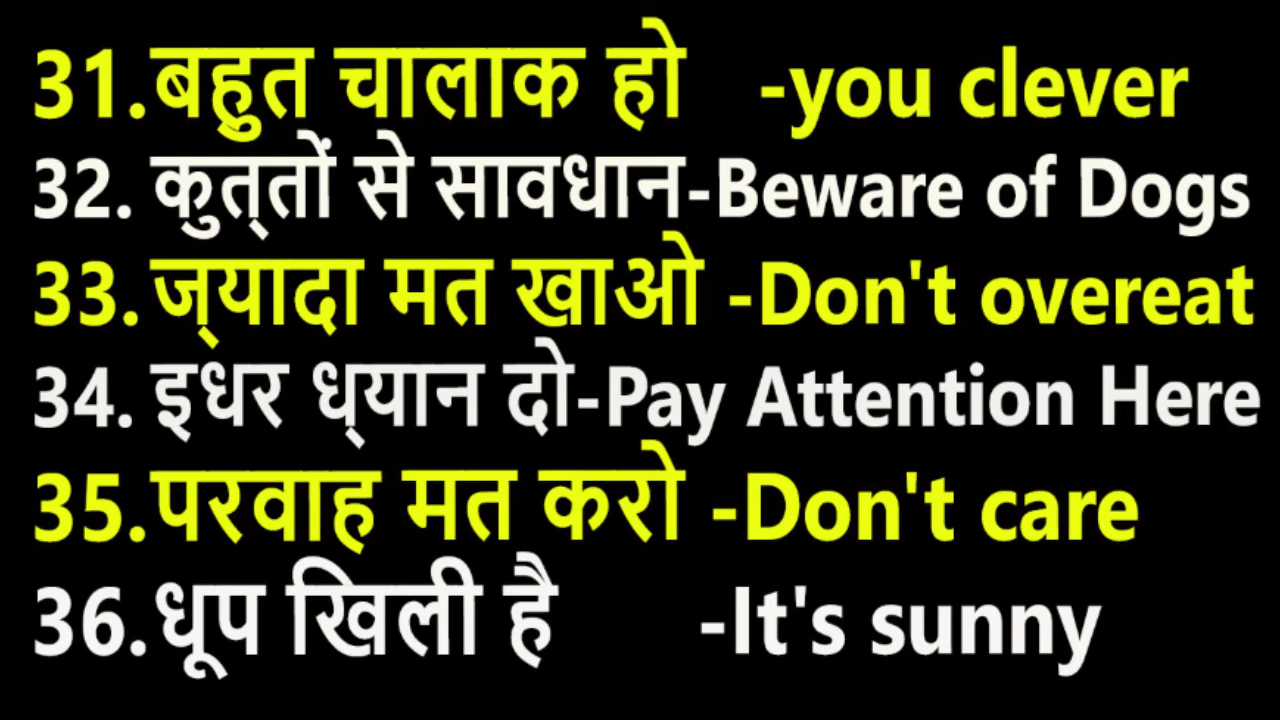 31.बहुत चालाक हो -you clever
32. कुत्‌तों से सावधान-Beware of Dogs
33.ज्‌यादा मत खाओ -Don't overeat
34. इधर ध्‌यान दो-Pay Attention Here
35.परवाह मत करो -Don't care
36.धूप खिली है -It's sunny